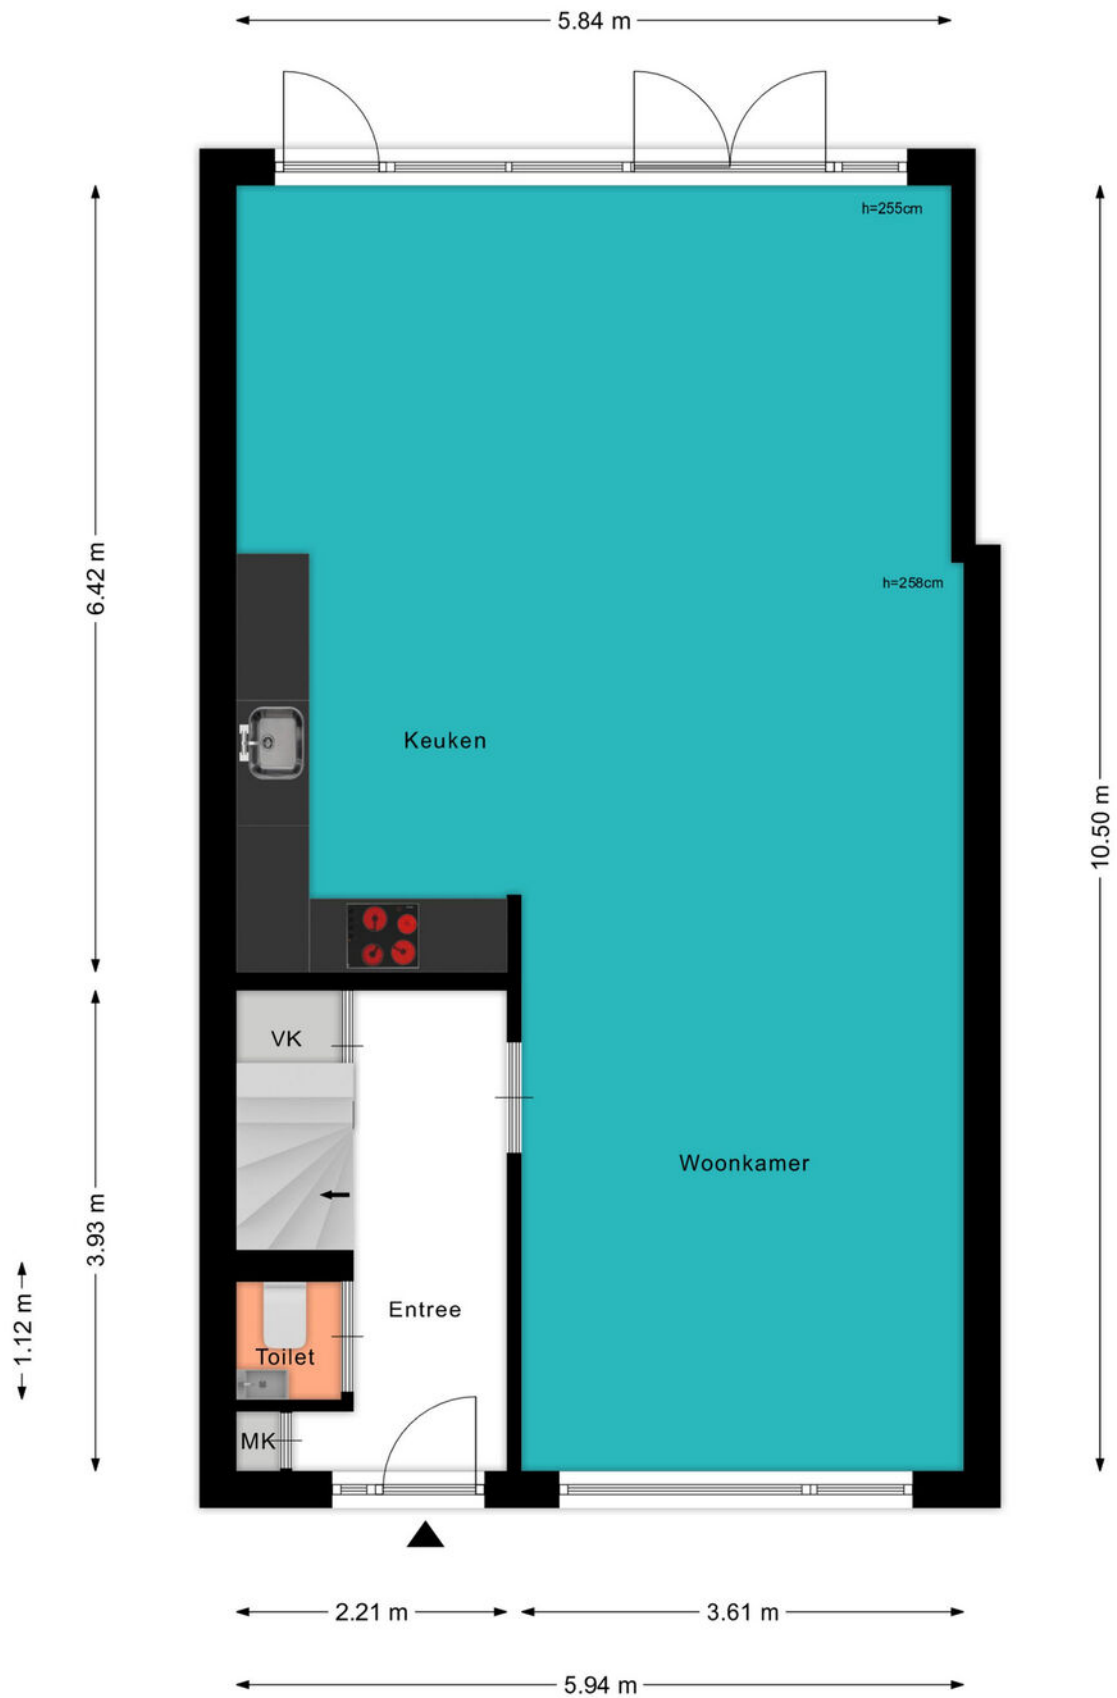 5.84 m
h=255cm
6.42 m
h=258cm
Keuken
10.50 m
VK
Woonkamer
3.93 m
1.12 m
Entree
Toilet
MK
2.21 m
3.61 m
5.94 m